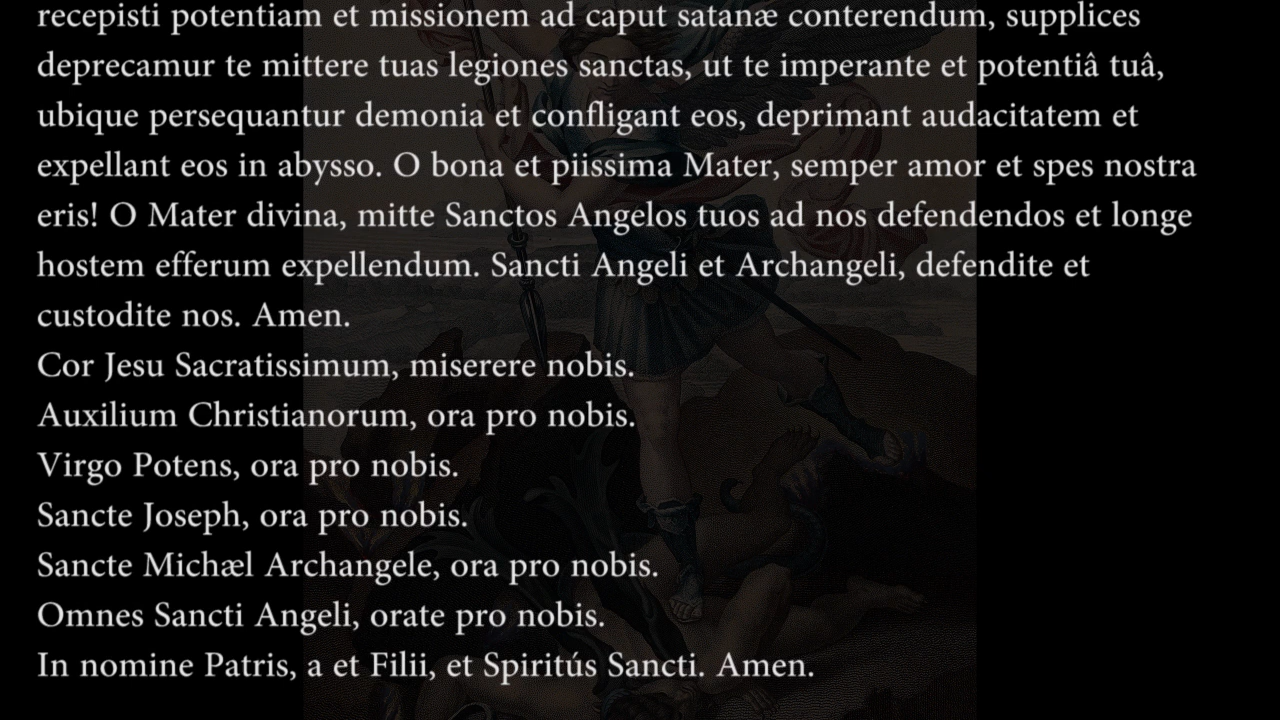 recepisti potentiam et missionem ad caput satanæ conterendum, supplices
deprecamur te mittere tuas legiones sanctas, ut te imperante et potentiâ tuâ,
ubique persequantur demonia et confligant eos, deprimant audacitatem et
expellant eos in abysso. O bona et piissima Mater, semper amor et spes nostra
eris! O Mater divina, mitte Sanctos Angelos tuos ad nos defendendos et longe
hostem efferum expellendum. Sancti Angeli et Archangeli, defendite et
custodite nos. Amen.
Cor Jesu Sacratissimum, miserere nobis.
Auxilium Christianorum, ora pro nobis.
Virgo Potens, ora pro nobis.
Sancte Joseph, ora pro nobis.
Sancte Michæl Archangele, ora pro nobis.
Omnes Sancti Angeli, orate pro nobis.
In nomine Patris, a et Filii, et Spiritús Sancti. Amen.